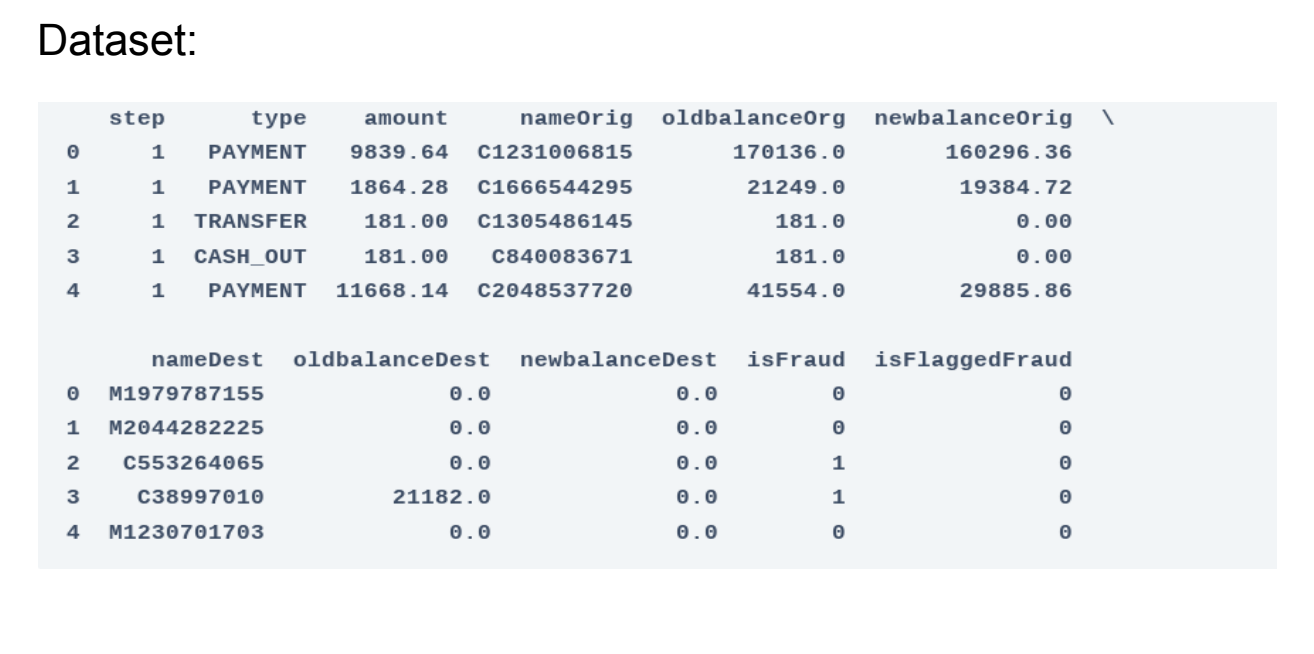 Dataset:
step type amount nameOrig oldbalanceOrg newbalanceOrig \
0 1 PAYMENT 9839.64 C1231006815 170136.0 160296.36
1 1 PAYMENT 1864.28 C1666544295 21249.0 19384.72
2 1 TRANSFER 181.00 C1305486145 181.0 0.00
3 1 CASH_OUT 181.00 C840083671 181.0 0.00
4 1 PAYMENT 11668.14 C2048537720 41554.0 29885.86
nameDest oldbalanceDest newbalanceDest isFraud isFlaggedFraud
0 M1979787155 0.0 0.0 0 0
1 M2044282225 0.0 0.0 0 0
2 C553264065 0.0 0.0 1 0
3 C38997010 21182.0 0.0 1 0
4 M1230701703 0.0 0.0 0 0